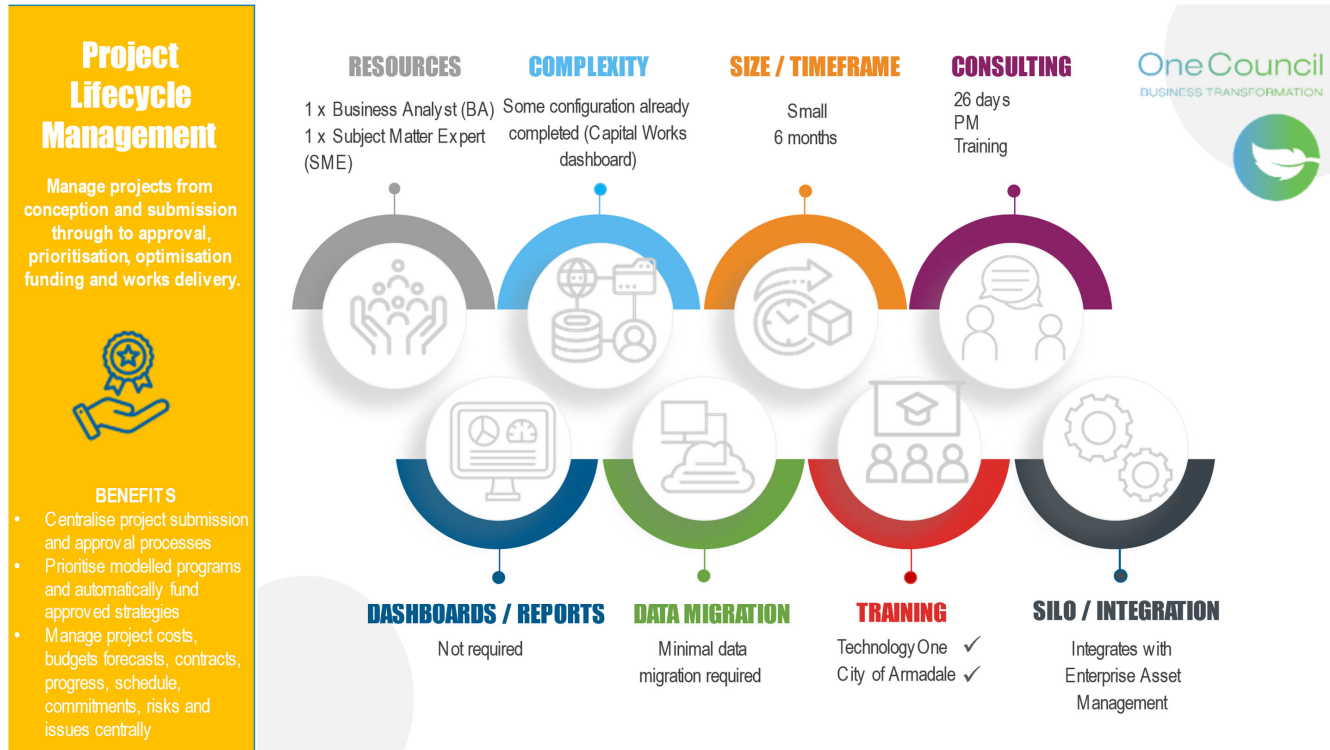 Project
Lifecycle
Management
Manage projects from
conception and submission
through to approval,
prioritisation, optimisation
funding and works delivery.
BENEFITS
• Centralise project submission
and approval processes
• Prioritise modelled programs
and automatically fund
approved strategies
• Manage project costs,
budgets forecasts, contracts,
progress, schedule,
commitments, risks and
issues centrally
RESOURCES
1 x Business Analyst (BA)
1 x Subject Matter Expert
(SME)
COMPLEXITY
Some configuration already
completed (Capital Works
dashboard)
SIZE / TIMEFRAME
Small
6 months
CONSULTING
26 days
PM
Training
One Council
BUSINESS TRANSFORMATION
DASHBOARDS / REPORTS
Not required
DATA MIGRATION
Minimal data
migration required
TRAINING
Technology One ✓
City of Armadale ✓
SILO / INTEGRATION
Integrates with
Enterprise Asset
Management